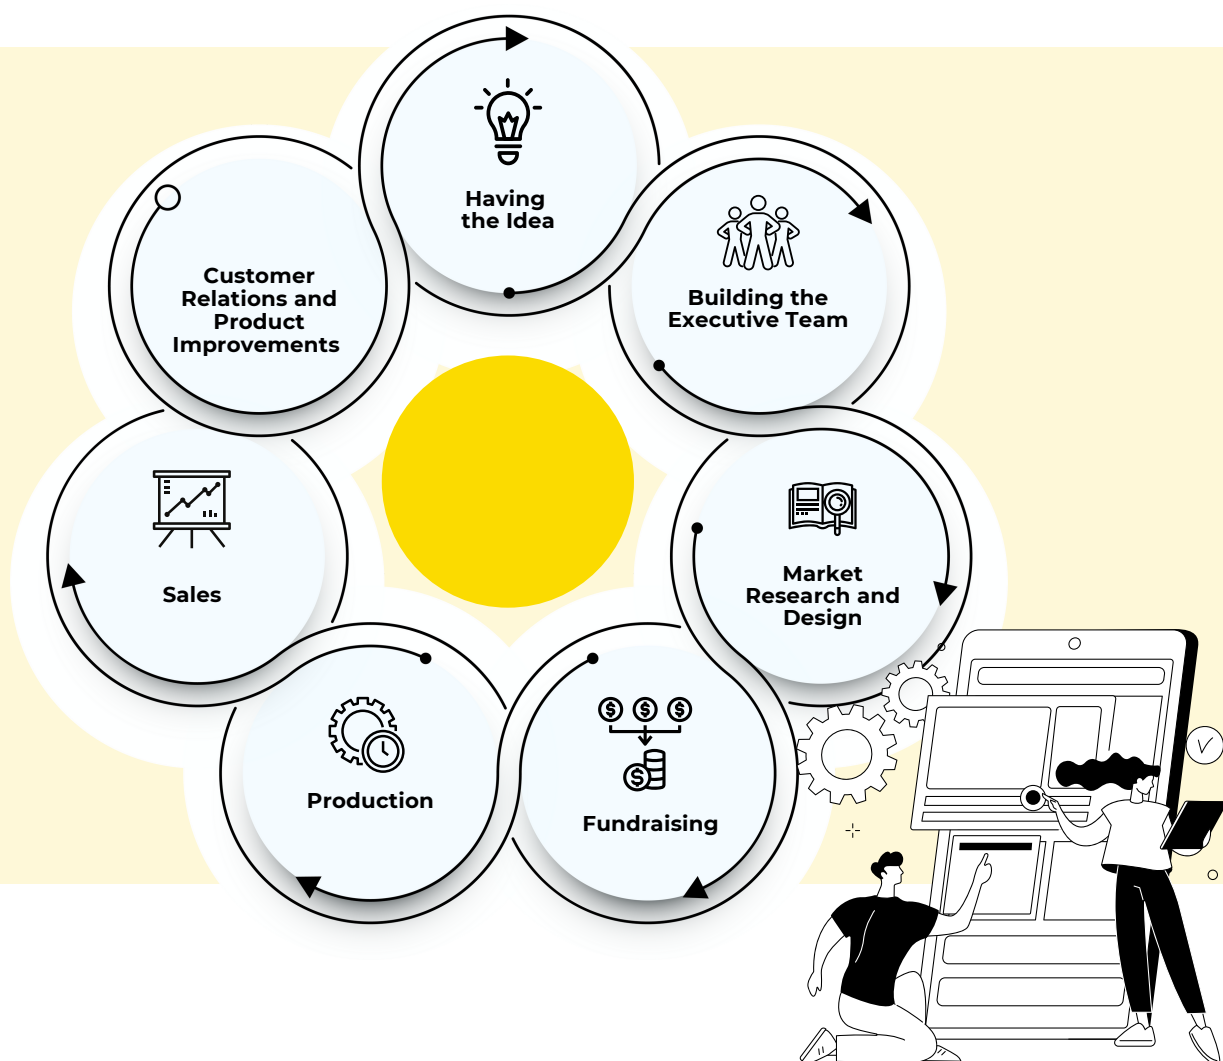 Having
the Idea
Building the
Executive Team
Market
Research and
Design
Fundraising
$ $ $
$
Production
Sales
Customer
Relations and
Product
Improvements